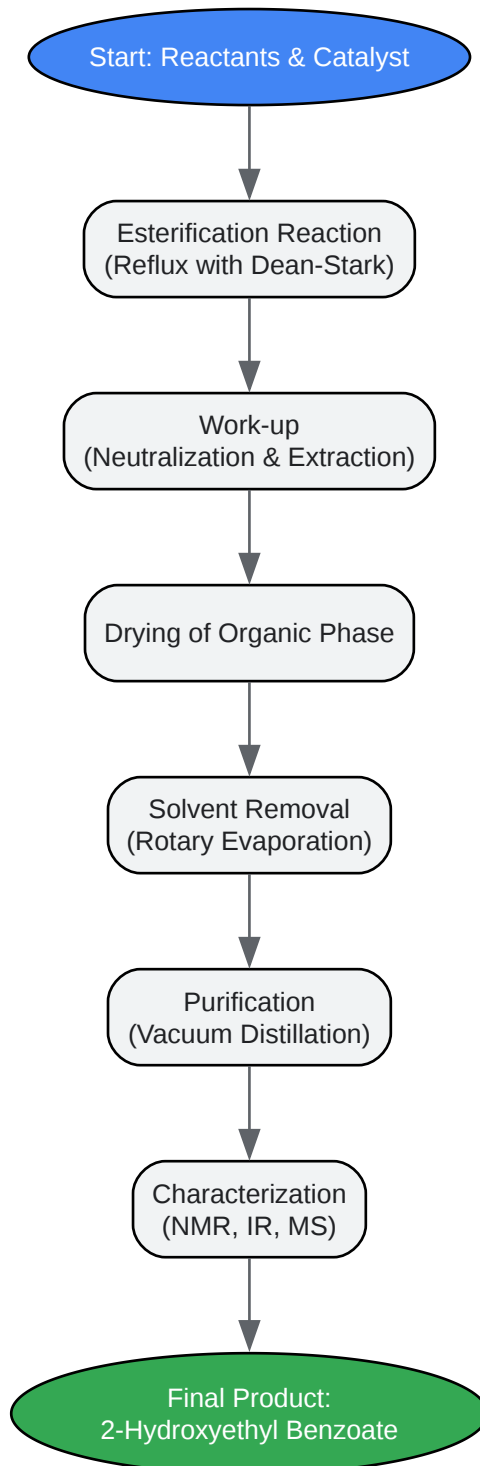 Start: Reactants & Catalyst
Esterification Reaction
(Reflux with Dean-Stark)
Work-up
(Neutralization & Extraction)
Drying of Organic Phase
Solvent Removal
(Rotary Evaporation)
Purification
(Vacuum Distillation)
Characterization
(NMR, IR, MS)
Final Product:
2-Hydroxyethyl Benzoate